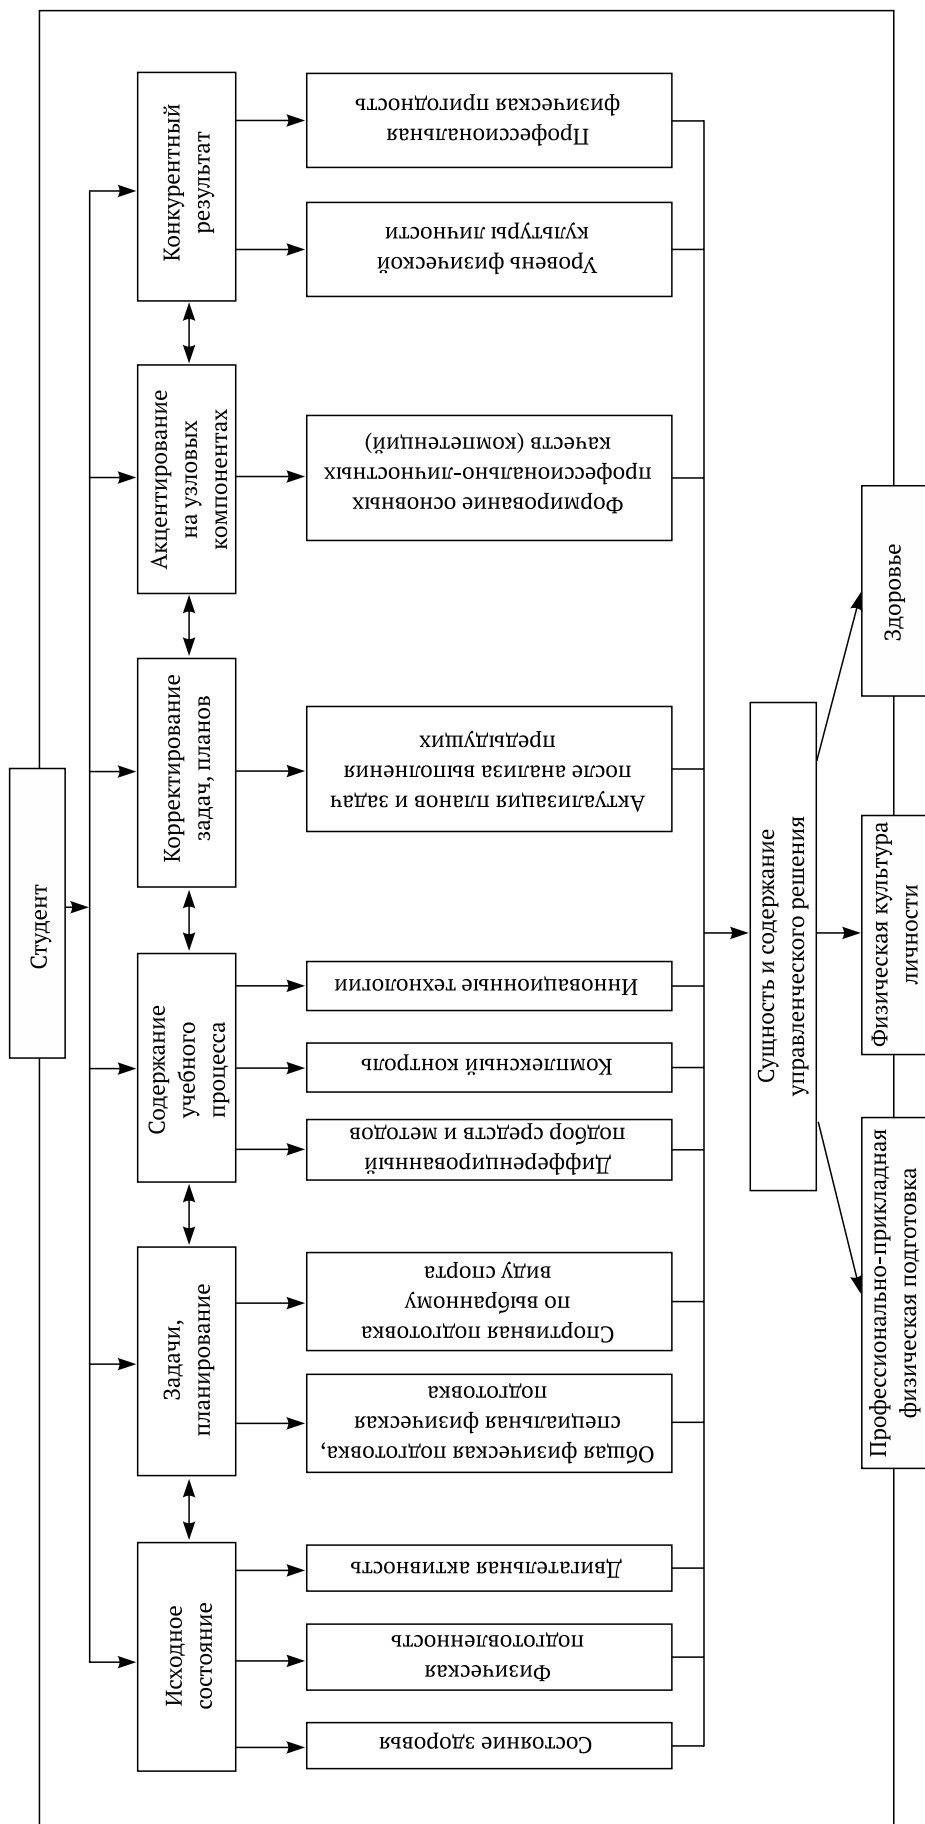 Студент
Исходное
состояние
Задачи,
планирование
Содержание
учебного
процесса
Корректирование
задач, планов
Акцентирование
на узловых
компонентах
Конкурентный
результат
Состояние здоровья
Физическая
подготовленность
Двигательная активность
Общая физическая подготовка,
специальная физическая
подготовка
Спортивная подготовка
по выбранному
виду спорта
Дифференцированный
подбор средств и методов
Комплексный контроль
Инновационные технологии
Актуализация планов и задач
после анализа выполнения
предыдущих
Формирование основных
профессионально-личностных
качеств (компетенций)
Уровень физической
культуры личности
Профессиональная
физическая пригодность
Сущность и содержание
управленческого решения
Профессионально-прикладная
физическая подготовка
Физическая культура
личности
Здоровье